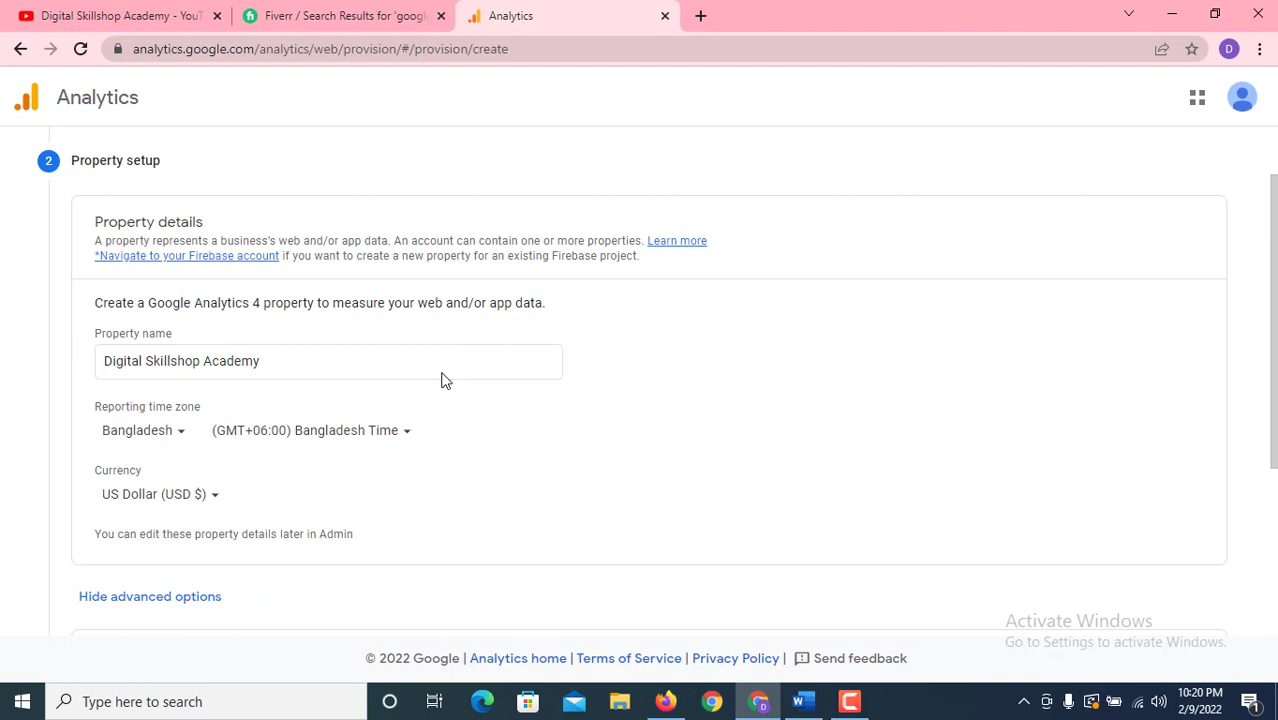 Digital Skillshop Academy - YouT
Fiverr / Search Results for 'googl
Analytics
analytics.google.com/analytics/web/provision/#/provision/create
D
Analytics
2 Property setup
Property details
A property represents a business's web and/or app data. An account can contain one or more properties. Learn more
*Navigate to your Firebase account if you want to create a new property for an existing Firebase project.
Create a Google Analytics 4 property to measure your web and/or app data.
Property name
Digital Skillshop Academy
Reporting time zone
Bangladesh (GMT+06:00) Bangladesh Time
Currency
US Dollar (USD $)
You can edit these property details later in Admin
Hide advanced options
Activate Windows
Go to Settings to activate Windows.
© 2022 Google | Analytics home | Terms of Service | Privacy Policy | Send feedback
Type here to search
10:20 PM
2/9/2022